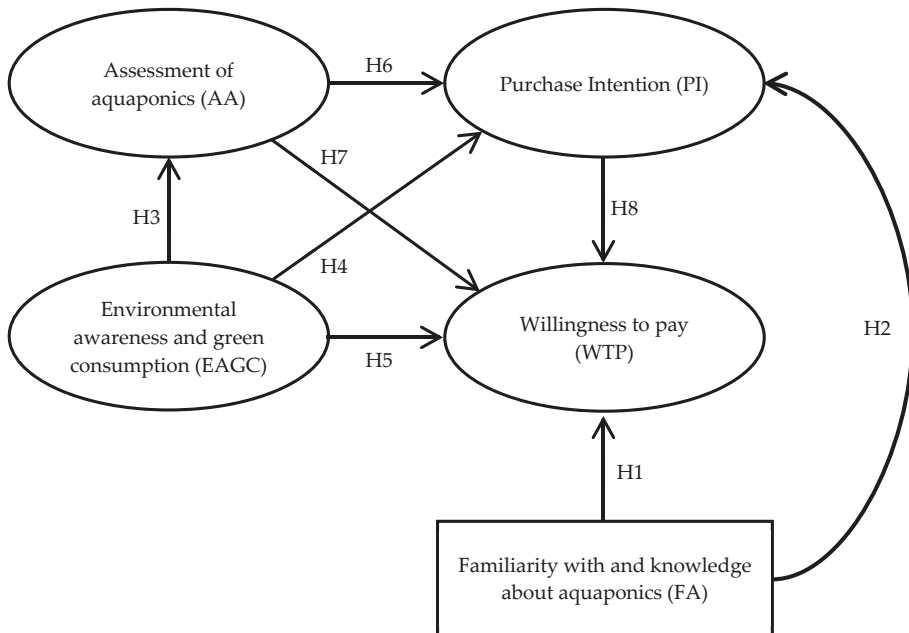 Assessment of
aquaponics (AA)
H6
Purchase Intention (PI)
H7
H3
H8
H4
Environmental
awareness and green
consumption (EAGC)
H5
Willingness to pay
(WTP)
H2
H1
Familiarity with and knowledge
about aquaponics (FA)